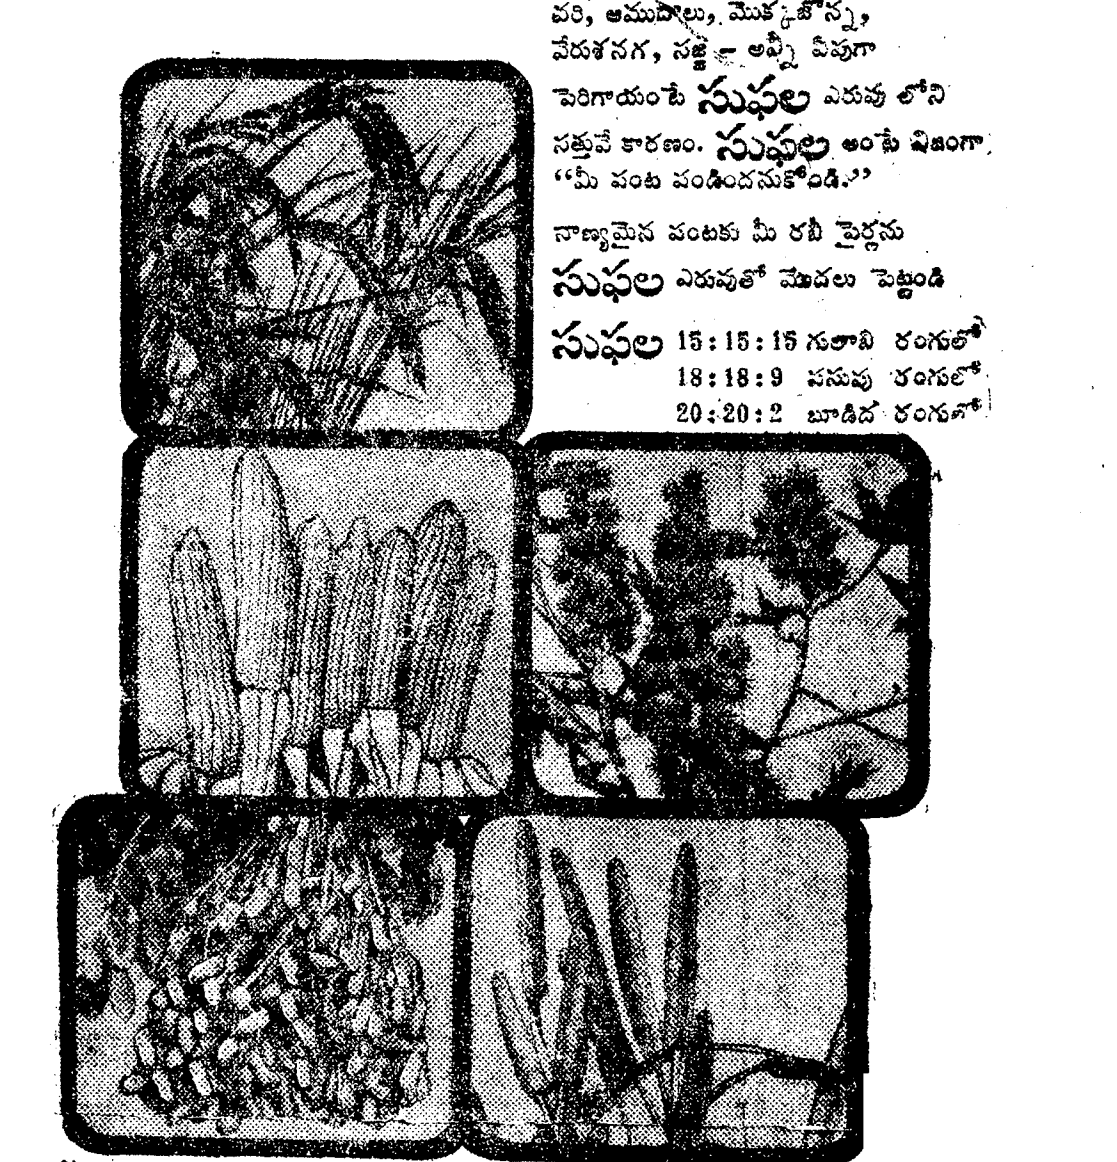 వరి, ఆముదాలు, మొక్కజొన్న,
వేరుశనగ, సజ్జ – అన్నీ ఏపుగా
పెరిగాయంటే సుఫల ఎరువు లోని
సత్తువే కారణం. సుఫల అంటే నిజంగా
“మీ పంట పండిందనుకోండి.”
నాణ్యమైన పంటకు మీ రబీ పైర్లను
సుఫల ఎరువుతో మొదలు పెట్టండి
సుఫల 15:15:15 గులాబి రంగులో
18:18:9 పసుపు రంగులో
20:20:2 బూడిద రంగులో